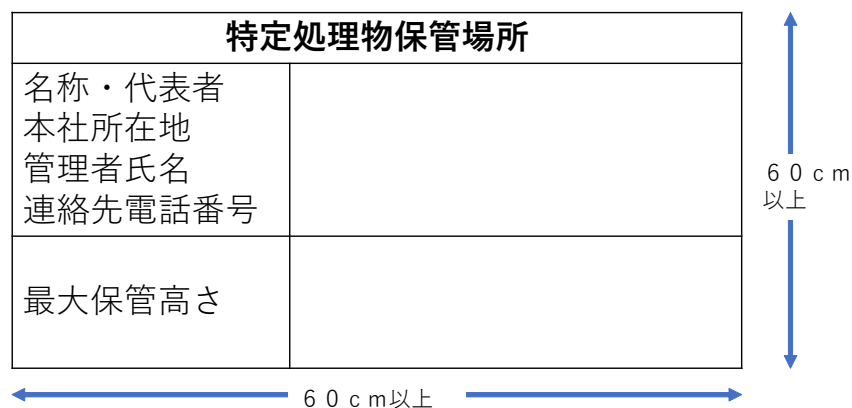 特定処理物保管場所
名称・代表者
本社所在地
管理者氏名
連絡先電話番号
最大保管高さ
６０ｃｍ
以上
６０ｃｍ以上